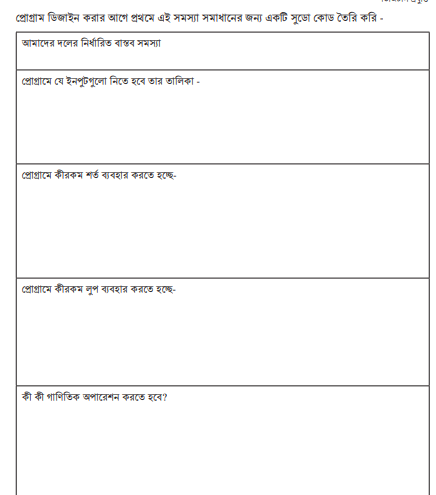 প্রোগ্রাম ডিজাইন করার আগে প্রথমে এই সমস্যা সমাধানের জন্য একটি সুডো কোড তৈরি করি -
আমাদের দলের নির্ধারিত বাস্তব সমস্যা
প্রোগ্রামে যে ইনপুটগুলো নিতে হবে তার তালিকা -
প্রোগ্রামে কীরকম শর্ত ব্যবহার করতে হচ্ছে-
প্রোগ্রামে কীরকম লুপ ব্যবহার করতে হচ্ছে-
কী কী গাণিতিক অপারেশন করতে হবে?